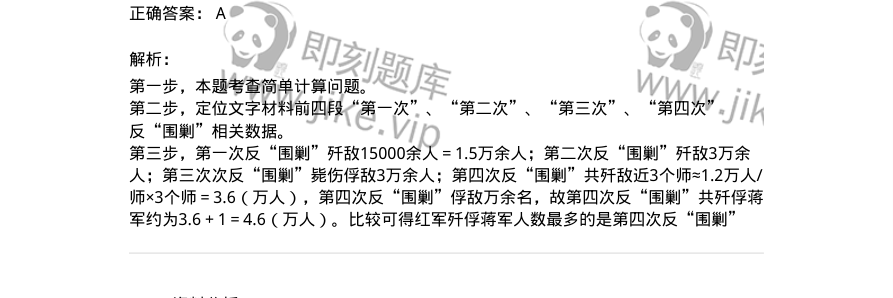 正确答案： A
即刻题库
www.jike.vip
解析：
第一步，本题考查简单计算问题。
第二步，定位文字材料前四段“第一次”、“第二次”、“第三次”、“第四次”
反“围剿”相关数据。
第三步，第一次反“围剿”歼敌15000余人＝1.5万余人；第二次反“围剿”歼敌3万余
人；第三次次反“围剿”毙伤俘敌3万余人；第四次反“围剿”共歼敌近3个师≈1.2万人/
师×3个师＝3.6（万人），第四次反“围剿”俘敌万余名，故第四次反“围剿”共歼俘蒋
军约为3.6＋1＝4.6（万人）。比较可得红军歼俘蒋军人数最多的是第四次反“围剿”